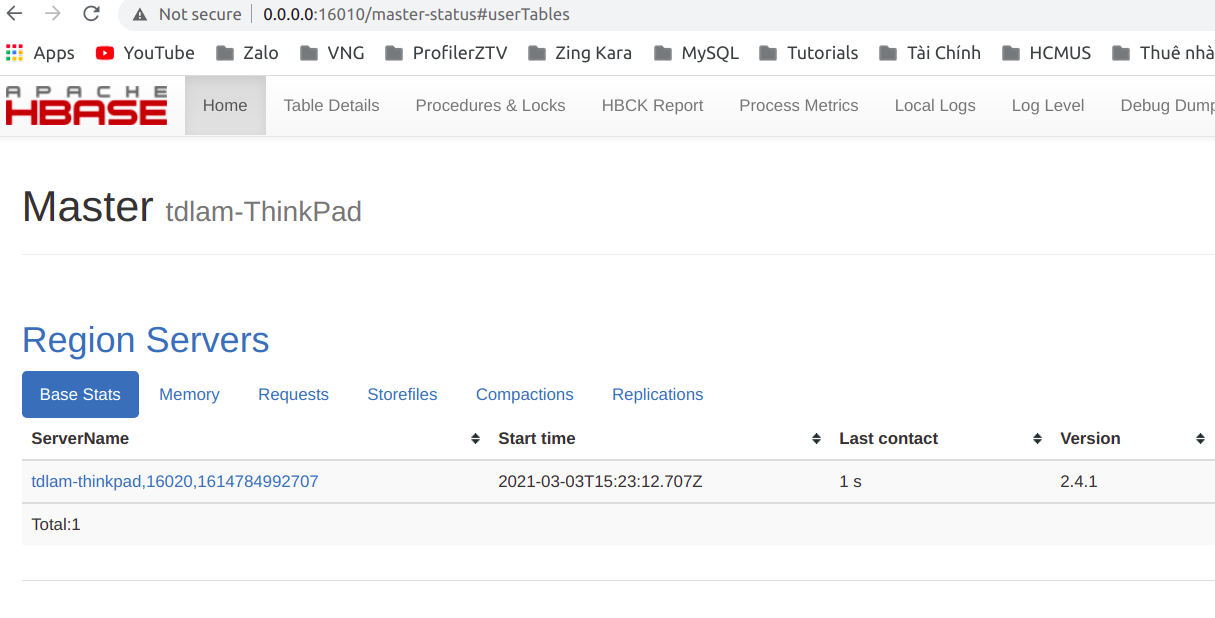 Not secure 0.0.0.0:16010/master-status#userTables
Apps YouTube Zalo VNG ProfilerZTV Zing Kara MySQL Tutorials Tài Chính HCMUS Thuê nhà
APACHE
HBASE
Home Table Details Procedures & Locks HBCK Report Process Metrics Local Logs Log Level Debug Dump
Master tdlam-ThinkPad
Region Servers
Base Stats Memory Requests Storefiles Compactions Replications
ServerName Start time Last contact Version
tdlam-thinkpad,16020,1614784992707 2021-03-03T15:23:12.707Z 1 s 2.4.1
Total:1